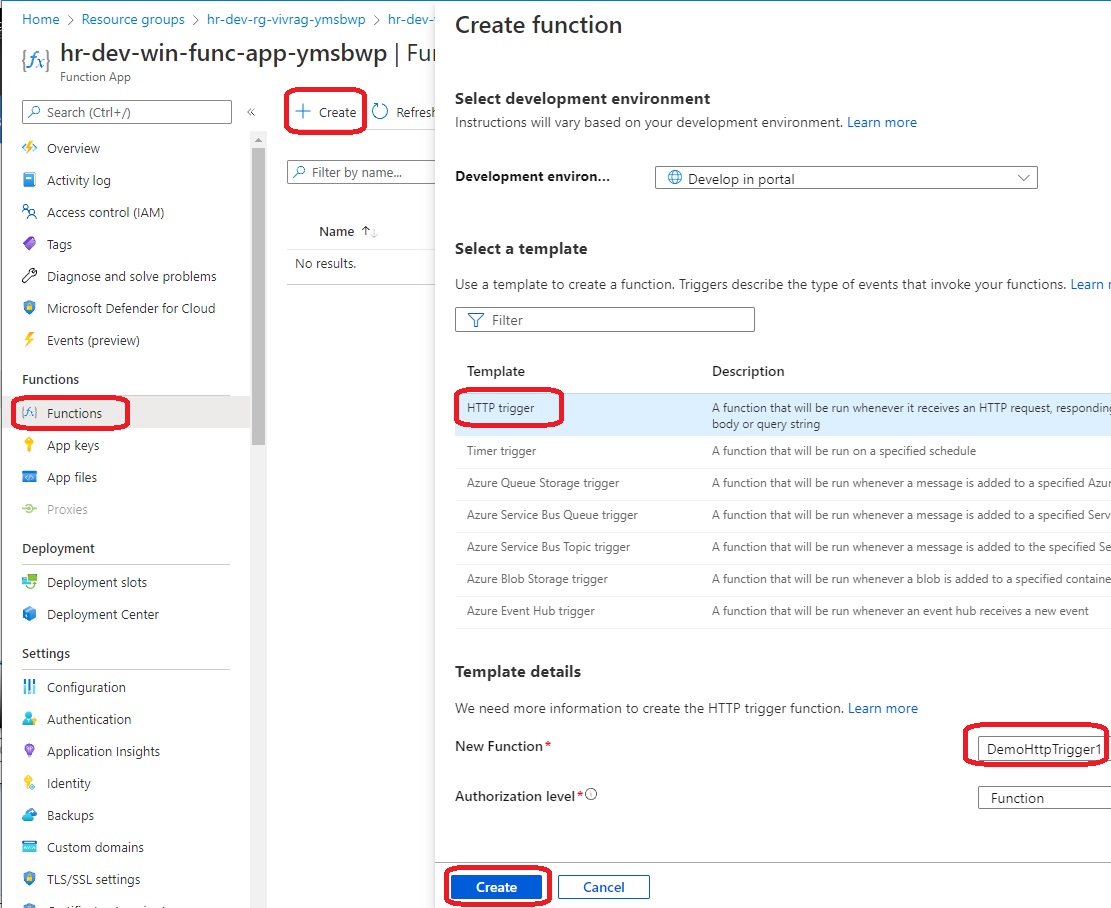 Home > Resource groups > hr-dev-rg-vivrag-ymsbwp > hr-dev-
hr-dev-win-func-app-ymsbwp | Fu
Function App
Search (Ctrl+/)
«
Overview
Activity log
Access control (IAM)
Tags
Diagnose and solve problems
Microsoft Defender for Cloud
Events (preview)
Functions
Functions
App keys
App files
Proxies
Deployment
Deployment slots
Deployment Center
Settings
Configuration
Authentication
Application Insights
Identity
Backups
Custom domains
TLS/SSL settings
Create
Refresh
Filter by name...
Name
No results.
Create function
Select development environment
Instructions will vary based on your development environment. Learn more
Development environ...
Develop in portal
Select a template
Use a template to create a function. Triggers describe the type of events that invoke your functions. Learn
Filter
Template Description
HTTP trigger A function that will be run whenever it receives an HTTP request, responding
body or query string
Timer trigger A function that will be run on a specified schedule
Azure Queue Storage trigger A function that will be run whenever a message is added to a specified Azur
Azure Service Bus Queue trigger A function that will be run whenever a message is added to a specified Serv
Azure Service Bus Topic trigger A function that will be run whenever a message is added to the specified Se
Azure Blob Storage trigger A function that will be run whenever a blob is added to a specified containe
Azure Event Hub trigger A function that will be run whenever an event hub receives a new event
Template details
We need more information to create the HTTP trigger function. Learn more
New Function*
DemoHttpTrigger1
Authorization level*
Function
Create
Cancel